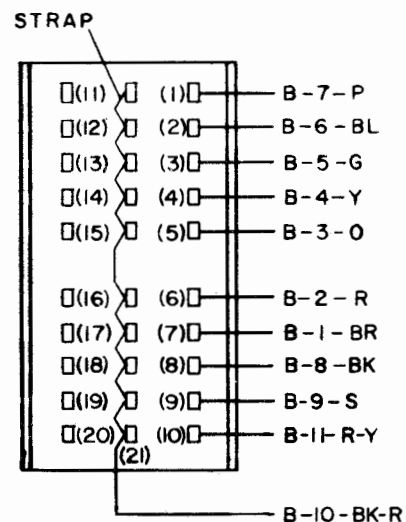 STRAP
(11) (1) B-7-P
(12) (2) B-6-BL
(13) (3) B-5-G
(14) (4) B-4-Y
(15) (5) B-3-O
(16) (6) B-2-R
(17) (7) B-1-BR
(18) (8) B-8-BK
(19) (9) B-9-S
(20) (10) B-11-R-Y
(21)
B-10-BK-R